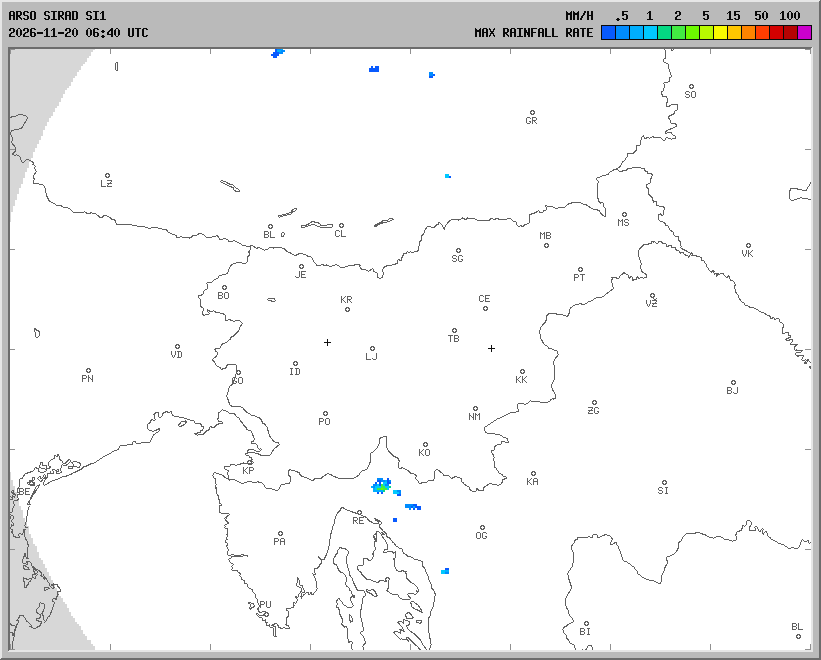 ARSO SIRAD SI1
2026-11-20 06:40 UTC
MM/H .5 1 2 5 15 50 100
MAX RAINFALL RATE
SO
GR
LZ
MS
BL
CL
MB
VK
SG
JE
PT
BO
KR
CE
VZ
TB
VD
LJ
ID
PN
GO
KK
BJ
NM
ZG
PO
KO
KP
KA
BE
SI
RE
OG
PA
PU
BI
BL